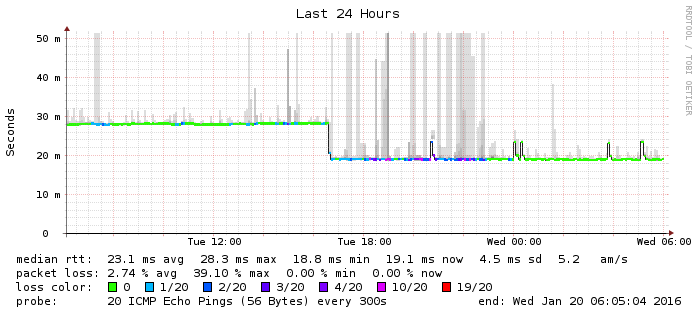 Last 24 Hours
RRDTOOL / TOBI OETIKER
Seconds
50 m
40 m
30 m
20 m
10 m
0
Tue 12:00 Tue 18:00 Wed 00:00 Wed 06:00
median rtt: 23.1 ms avg 28.3 ms max 18.8 ms min 19.1 ms now 4.5 ms sd 5.2 am/s
packet loss: 2.74 % avg 39.10 % max 0.00 % min 0.00 % now
loss color: 0 1/20 2/20 3/20 4/20 10/20 19/20
probe: 20 ICMP Echo Pings (56 Bytes) every 300s end: Wed Jan 20 06:05:04 2016